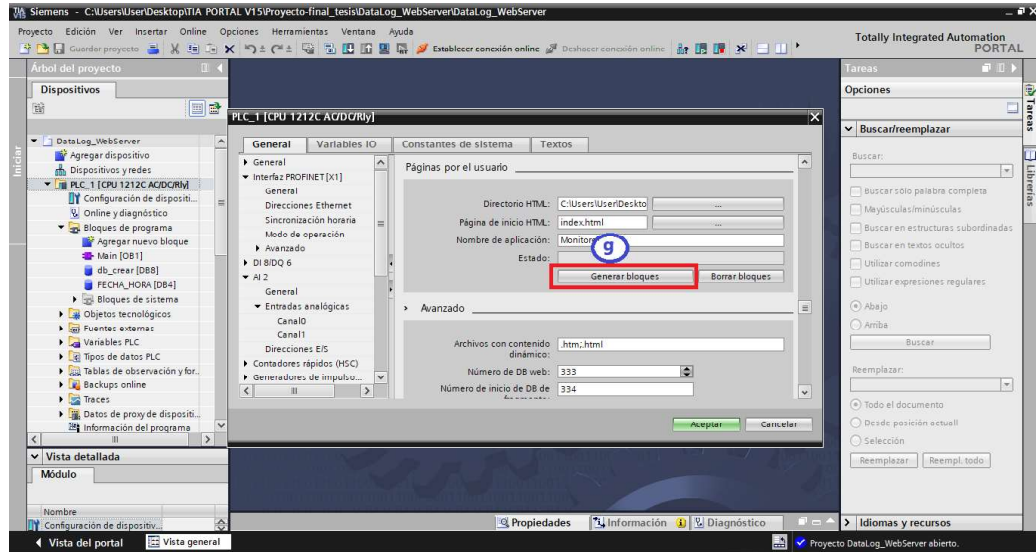 Siemens - C:\Users\User\Desktop\TIA PORTAL V15\Proyecto-final_tesis\DataLog_WebServer\DataLog_WebServer
Proyecto Edición Ver Insertar Online Opciones Herramientas Ventana Ayuda
Totally Integrated Automation
PORTAL
Guardar proyecto Establecer conexión online Deshacer conexión online
Árbol del proyecto
Dispositivos
Iniciar
DataLog_WebServer
Agregar dispositivo
Dispositivos y redes
PLC_1 [CPU 1212C AC/DC/Rly]
Configuración de dispositi...
Online y diagnóstico
Bloques de programa
Agregar nuevo bloque
Main [OB1]
db_crear [DB8]
FECHA_HORA [DB4]
Bloques de sistema
Objetos tecnológicos
Fuentes externas
Variables PLC
Tipos de datos PLC
Tablas de observación y for..
Backups online
Traces
Datos de proxy de dispositi...
Información del programa
Vista detallada
Módulo
Nombre
Configuración de dispositiv...
PLC_1 [CPU 1212C AC/DC/Rly] X
General Variables IO Constantes de sistema Textos
General
Interfaz PROFINET [X1]
General
Direcciones Ethernet
Sincronización horaria
Modo de operación
Avanzado
DI 8/DQ 6
AI 2
General
Entradas analógicas
Canal0
Canal1
Direcciones E/S
Contadores rápidos (HSC)
Generadores de impulso...
Páginas por el usuario
Directorio HTML: C:\Users\User\Deskto ...
Página de inicio HTML: index.html ...
Nombre de aplicación:
g
Estado:
Generar bloques Borrar bloques
Avanzado
Archivos con contenido dinámico: .htm;.html
Número de DB web: 333
Número de inicio de DB de 334
Aceptar Cancelar
Propiedades Información Diagnóstico
Tareas
Opciones
Buscar/reemplazar
Buscar:
Buscar sólo palabra completa
Mayúsculas/minúsculas
Buscar en estructuras subordinadas
Buscar en textos ocultos
Utilizar comodines
Utilizar expresiones regulares
Abajo
Arriba
Buscar
Reemplazar:
Todo el documento
Desde posición actuall
Selección
Reemplazar Reempl. todo
Idiomas y recursos
Tareas
Librerías
Vista del portal Vista general
Proyecto DataLog_WebServer abierto.